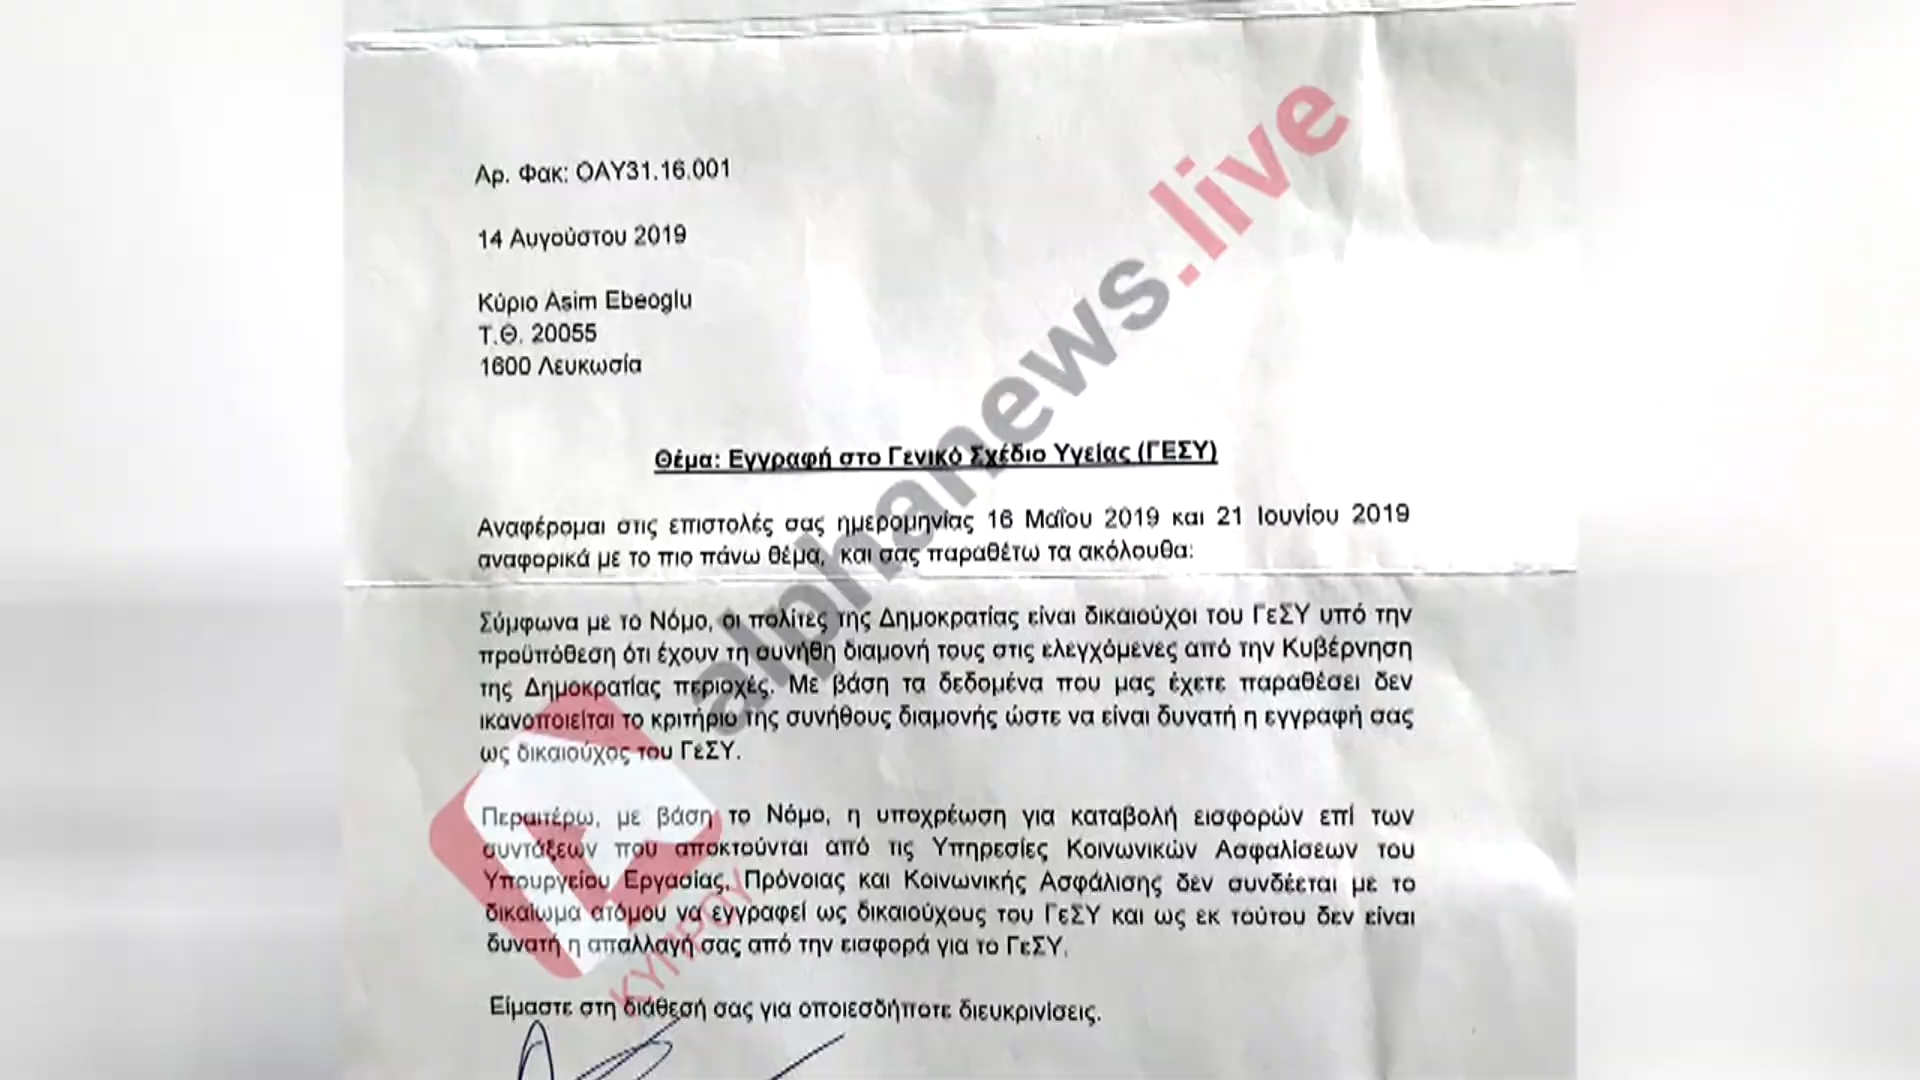 Αρ. Φακ: ΟΑΥ31.16.001
14 Αυγούστου 2019
Κύριο Asim Ebeoglu
Τ.Θ. 20055
1600 Λευκωσία
Θέμα: Εγγραφή στο Γενικό Σχέδιο Υγείας (ΓΕΣΥ)
Αναφέρομαι στις επιστολές σας ημερομηνίας 16 Μαΐου 2019 και 21 Ιουνίου 2019
αναφορικά με το πιο πάνω θέμα, και σας παραθέτω τα ακόλουθα:
Σύμφωνα με το Νόμο, οι πολίτες της Δημοκρατίας είναι δικαιούχοι του ΓεΣΥ υπό την
προϋπόθεση ότι έχουν τη συνήθη διαμονή τους στις ελεγχόμενες από την Κυβέρνηση
της Δημοκρατίας περιοχές. Με βάση τα δεδομένα που μας έχετε παραθέσει δεν
ικανοποιείται το κριτήριο της συνήθους διαμονής ώστε να είναι δυνατή η εγγραφή σας
ως δικαιούχος του ΓεΣΥ.
Περαιτέρω, με βάση το Νόμο, η υποχρέωση για καταβολή εισφορών επί των
συντάξεων που αποκτούνται από τις Υπηρεσίες Κοινωνικών Ασφαλίσεων του
Υπουργείου Εργασίας, Πρόνοιας και Κοινωνικής Ασφάλισης δεν συνδέεται με το
δικαίωμα ατόμου να εγγραφεί ως δικαιούχους του ΓεΣΥ και ως εκ τούτου δεν είναι
δυνατή η απαλλαγή σας από την εισφορά για το ΓεΣΥ.
Είμαστε στη διάθεσή σας για οποιεσδήποτε διευκρινίσεις.
alphanews.live
ΚΥΠΡΟΥ